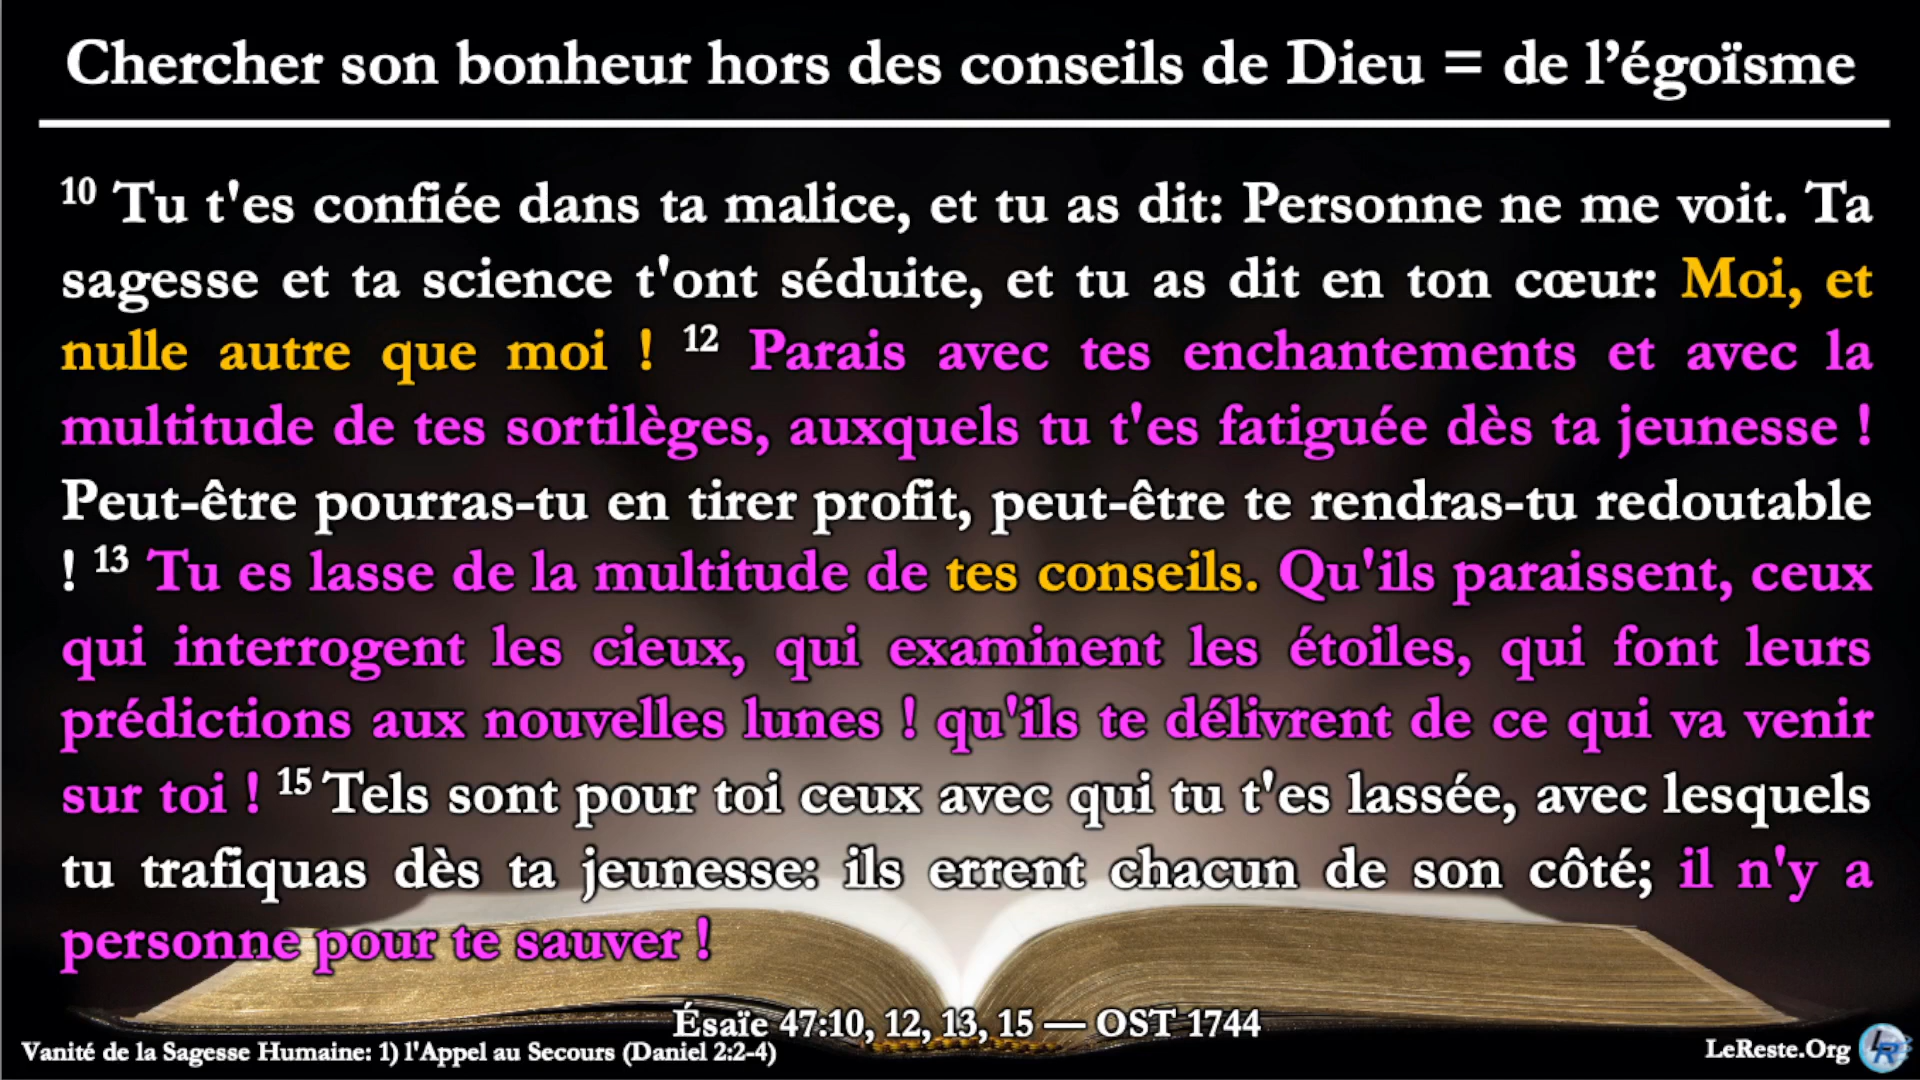 Chercher son bonheur hors des conseils de Dieu = de l’égoïsme
10 Tu t'es confiée dans ta malice, et tu as dit: Personne ne me voit. Ta
sagesse et ta science t'ont séduite, et tu as dit en ton cœur: Moi, et
nulle autre que moi ! 12 Parais avec tes enchantements et avec la
multitude de tes sortilèges, auxquels tu t'es fatiguée dès ta jeunesse !
Peut-être pourras-tu en tirer profit, peut-être te rendras-tu redoutable
! 13 Tu es lasse de la multitude de tes conseils. Qu'ils paraissent, ceux
qui interrogent les cieux, qui examinent les étoiles, qui font leurs
prédictions aux nouvelles lunes ! qu'ils te délivrent de ce qui va venir
sur toi ! 15 Tels sont pour toi ceux avec qui tu t'es lassée, avec lesquels
tu trafiquas dès ta jeunesse: ils errent chacun de son côté; il n'y a
personne pour te sauver !
Ésaïe 47:10, 12, 13, 15 — OST 1744
Vanité de la Sagesse Humaine: 1) l'Appel au Secours (Daniel 2:2-4)
LeReste.Org LR